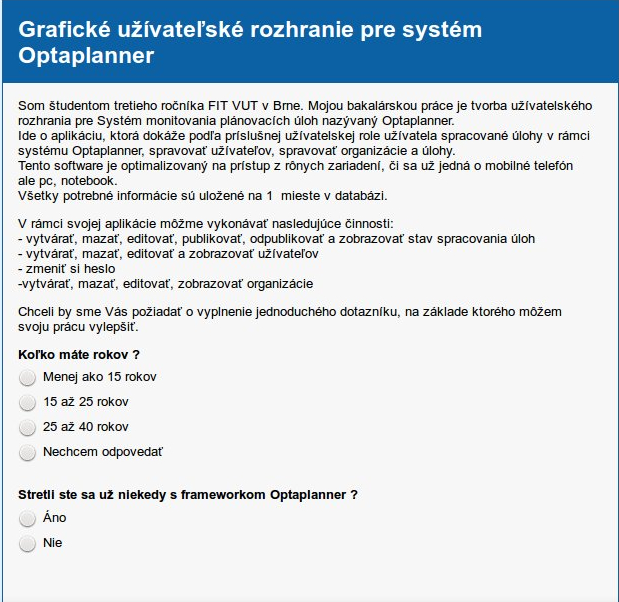 Grafické užívateľské rozhranie pre systém
Optaplanner
Som študentom tretieho ročníka FIT VUT v Brne. Mojou bakalárskou práce je tvorba užívatelského
rozhrania pre Systém monitovania plánovacích úloh nazývaný Optaplanner.
Ide o aplikáciu, ktorá dokáže podľa príslušnej užívatelskej role užívatela spracované úlohy v rámci
systému Optaplanner, spravovať užívateľov, spravovať organizácie a úlohy.
Tento software je optimalizovaný na prístup z rônych zariadení, či sa už jedná o mobilné telefón
ale pc, notebook.
Všetky potrebné informácie sú uložené na 1  mieste v databázi.
V rámci svojej aplikácie môžme vykonávať nasledujúce činnosti:
- vytvárať, mazať, editovať, publikovať, odpublikovať a zobrazovať stav spracovania úloh
- vytvárať, mazať, editovať a zobrazovať užívateľov
- zmeniť si heslo
-vytvárať, mazať, editovať, zobrazovať organizácie
Chceli by sme Vás požiadať o vyplnenie jednoduchého dotazníku, na základe ktorého môžem
svoju prácu vylepšiť.
Koľko máte rokov ?
Menej ako 15 rokov
15 až 25 rokov
25 až 40 rokov
Nechcem odpovedať
Stretli ste sa už niekedy s frameworkom Optaplanner ?
Áno
Nie